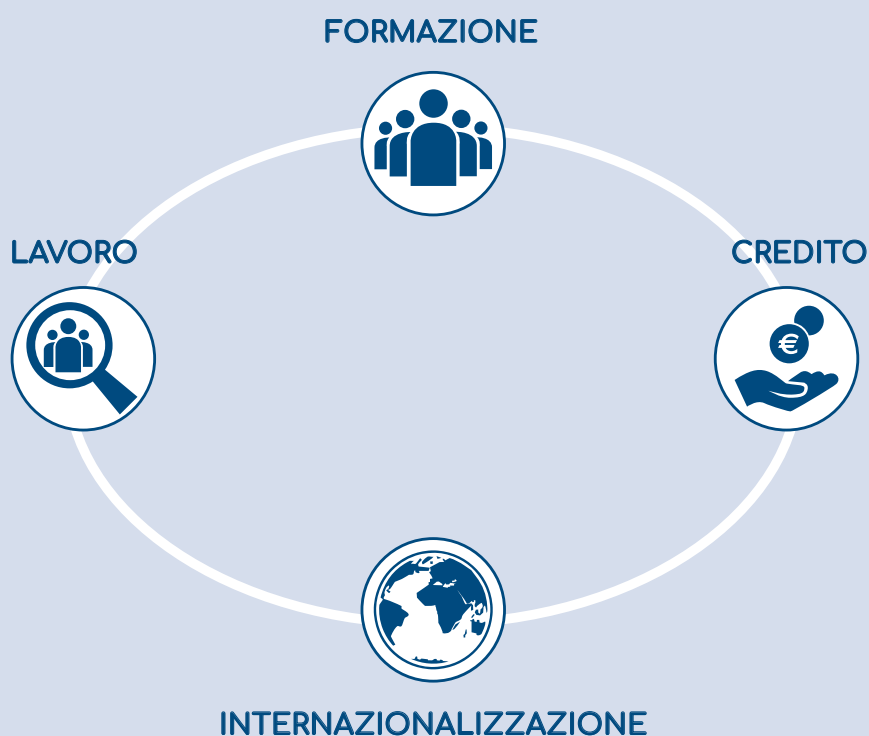 FORMAZIONE
LAVORO
CREDITO
€
INTERNAZIONALIZZAZIONE